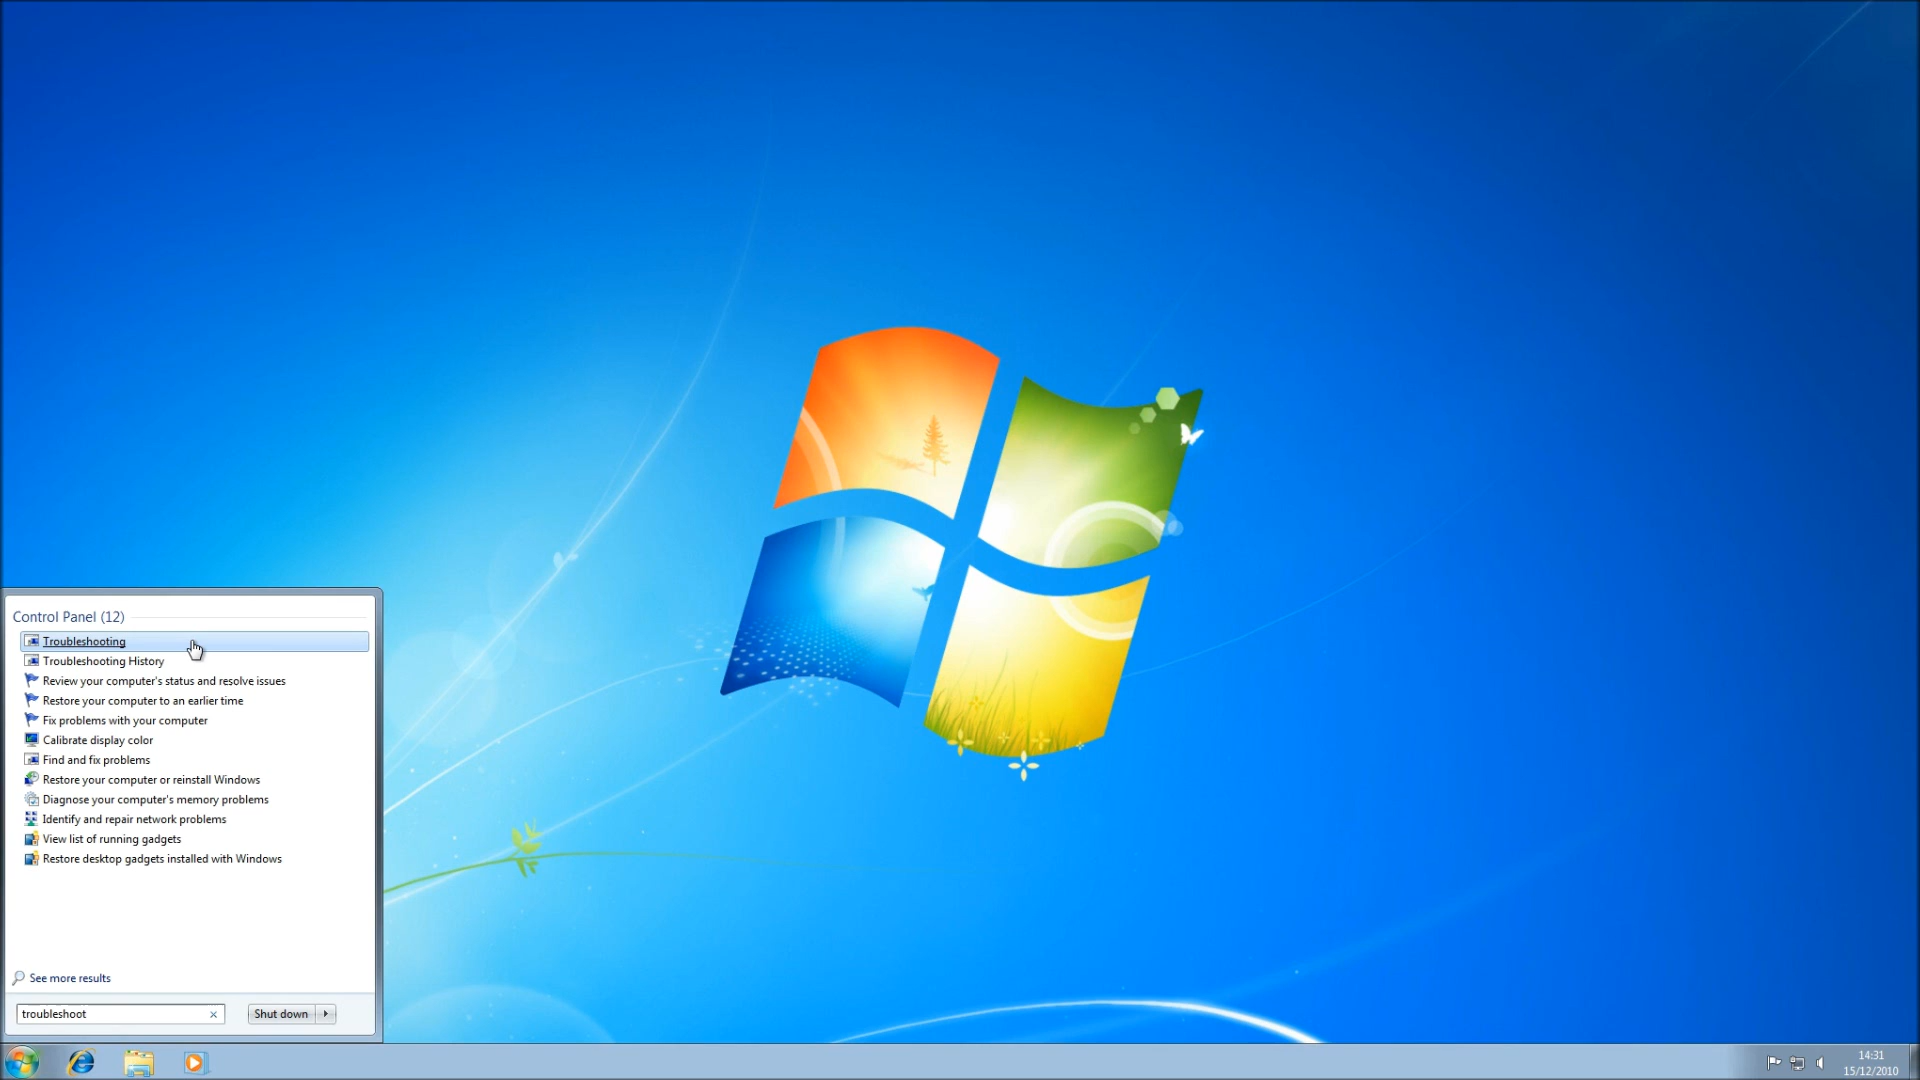 Control Panel (12)
Troubleshooting
Troubleshooting History
Review your computer's status and resolve issues
Restore your computer to an earlier time
Fix problems with your computer
Calibrate display color
Find and fix problems
Restore your computer or reinstall Windows
Diagnose your computer's memory problems
Identify and repair network problems
View list of running gadgets
Restore desktop gadgets installed with Windows
See more results
troubleshoot
Shut down
14:31
15/12/2010